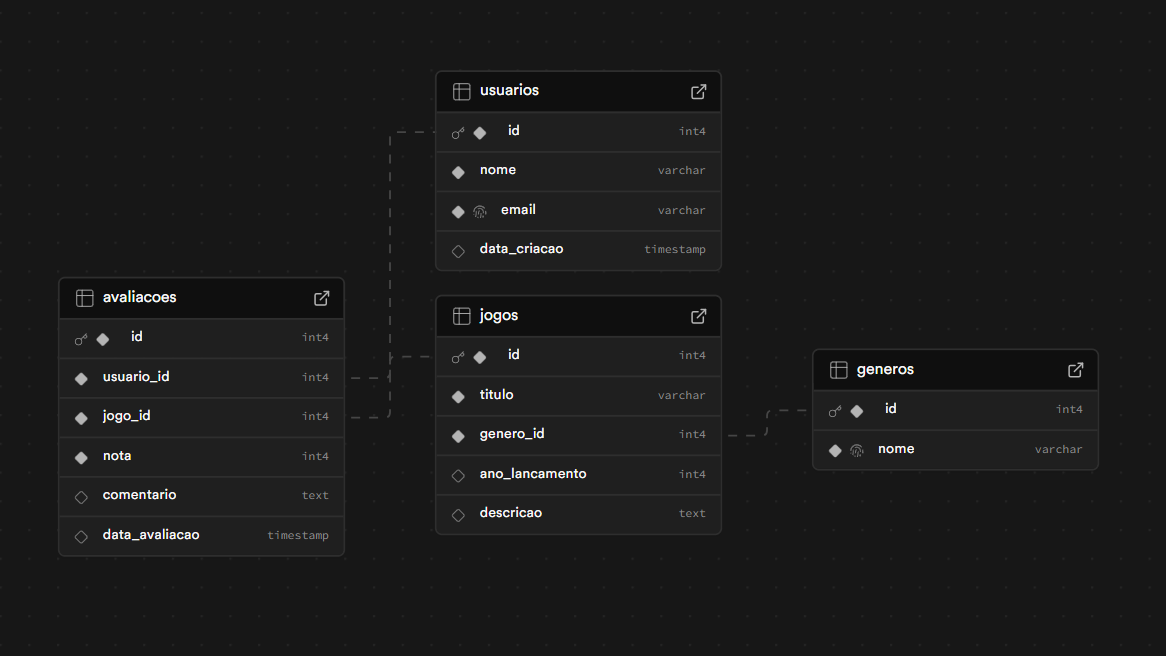 usuarios
id int4
nome varchar
email varchar
data_criacao timestamp
avaliacoes
id int4
usuario_id int4
jogo_id int4
nota int4
comentario text
data_avaliacao timestamp
jogos
id int4
titulo varchar
genero_id int4
ano_lancamento int4
descricao text
generos
id int4
nome varchar